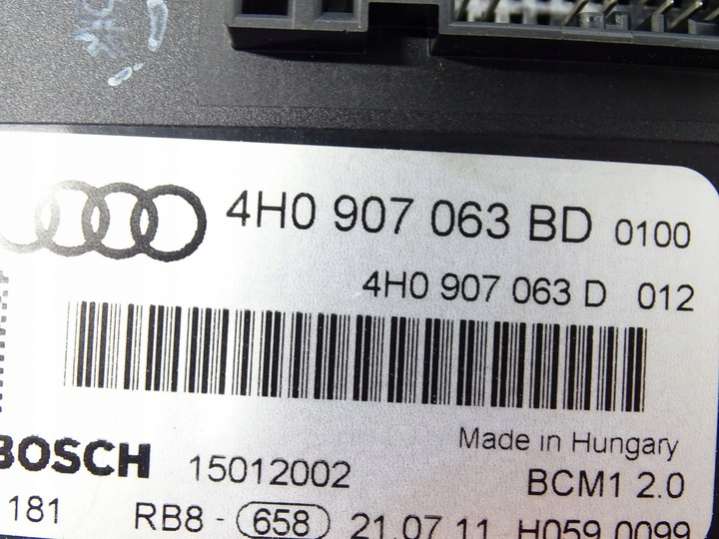 4H0 907 063 BD 0100
4H0 907 063 D 012
Made in Hungary
BOSCH 15012002 BCM1 2.0
181 RB8 - 658 21.07.11 H059 0099